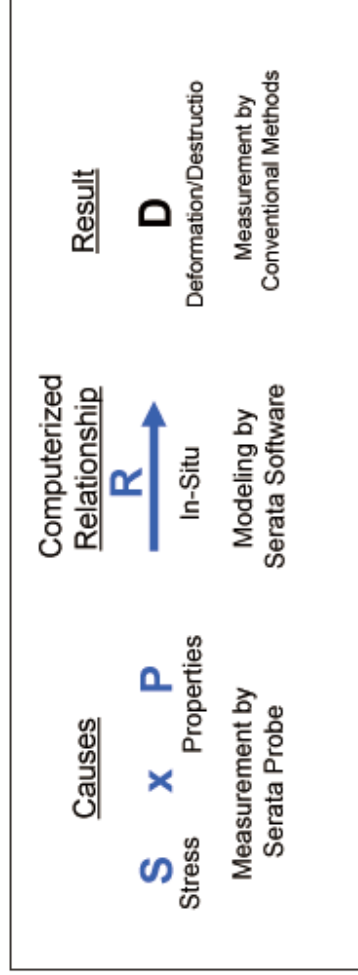 Causes
S x P
Stress Properties
Measurement by
Serata Probe
Computerized
Relationship
R
In-Situ
Modeling by
Serata Software
Result
D
Deformation/Destructio
Measurement by
Conventional Methods